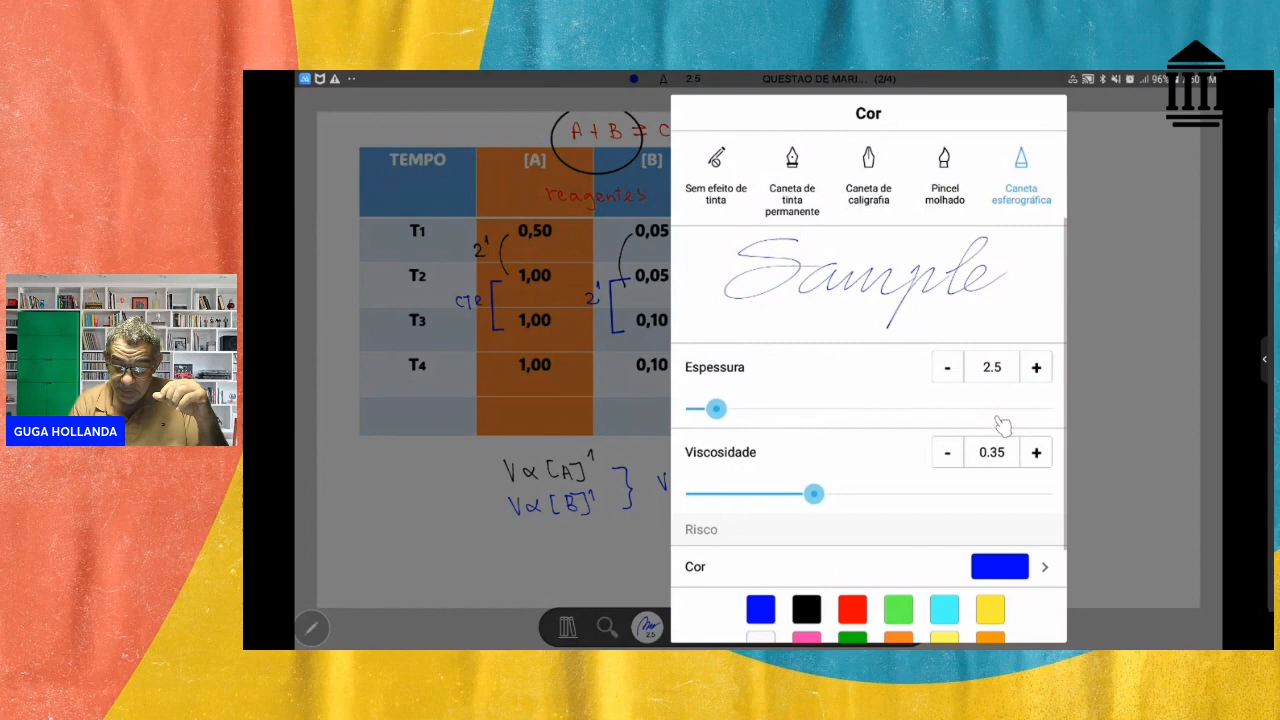 2.5 QUESTAO DE MARI... (2/4) 96%
Cor
Sem efeito de tinta
Caneta de tinta permanente
Caneta de caligrafia
Pincel molhado
Caneta esferográfica
Sample
Espessura - 2.5 +
Viscosidade - 0.35 +
Risco
Cor
A + B = C
TEMPO [A] [B]
reagentes
T1 0,50 0,05
T2 1,00 0,05
T3 1,00 0,10
T4 1,00 0,10
2¹
cte
2¹
V∝[A]¹
V∝[B]¹
V
2.5
GUGA HOLLANDA